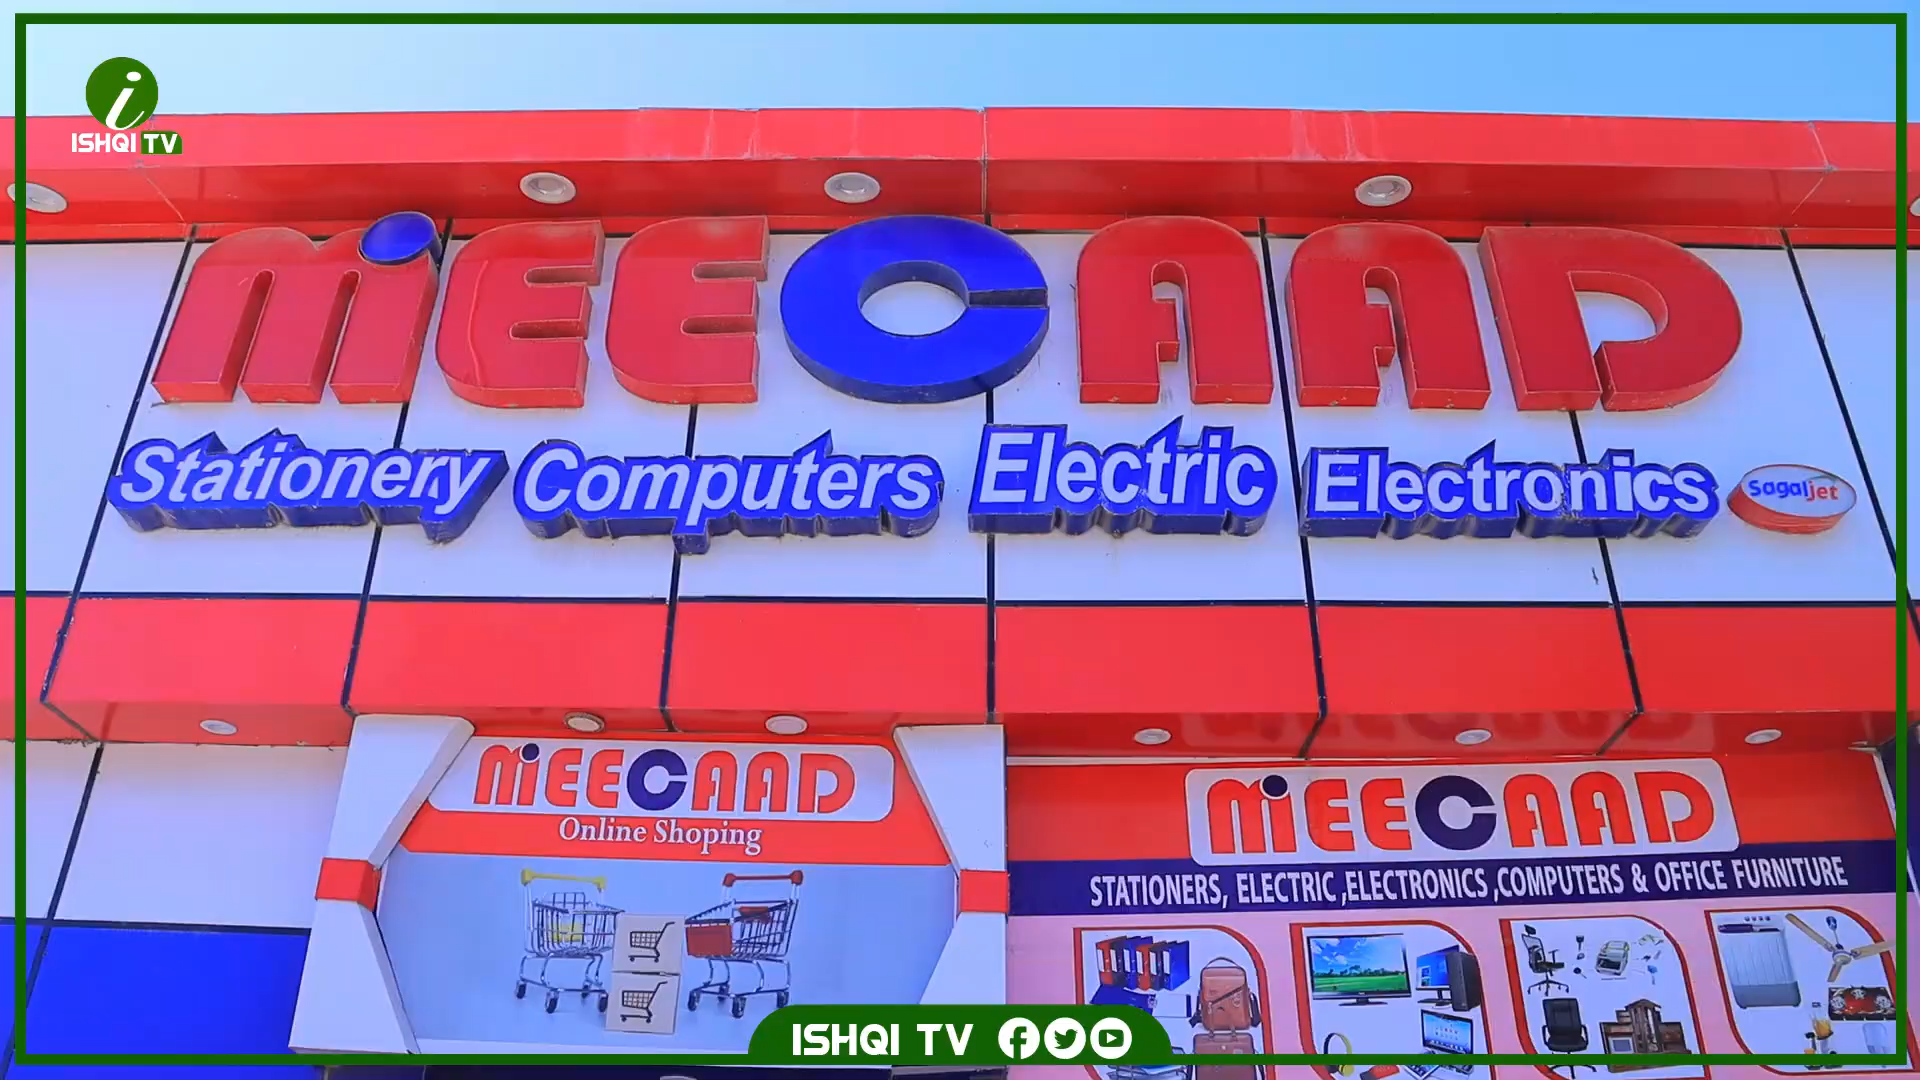 i
ISHQI TV
MEECAAD
Stationery Computers Electric Electronics
Sagaljet
MEECAAD
Online Shoping
MEECAAD
STATIONERS, ELECTRIC ,ELECTRONICS ,COMPUTERS & OFFICE FURNITURE
ISHQI TV